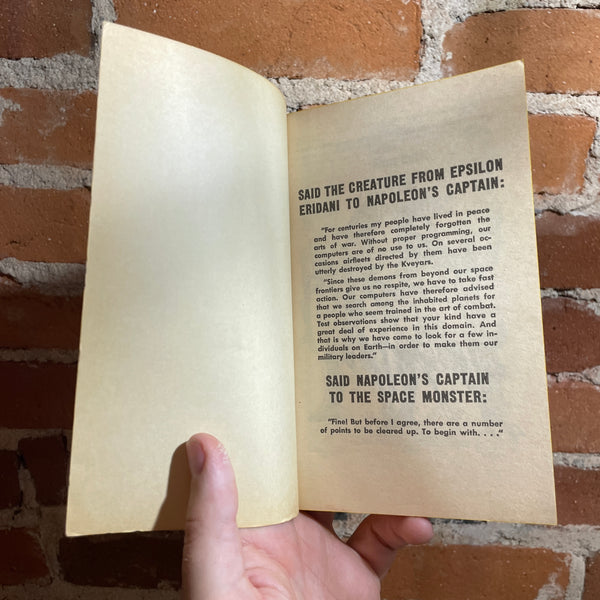 SAID THE CREATURE FROM EPSILON
ERIDANI TO NAPOLEON'S CAPTAIN:
"For centuries my people have lived in peace
and have therefore completely forgotten the
arts of war. Without proper programming, our
computers are of no use to us. On several oc-
casions airfleets directed by them have been
utterly destroyed by the Kveyars.
"Since these demons from beyond our space
frontiers give us no respite, we have to take fast
action. Our computers have therefore advised
that we search among the inhabited planets for
a people who seem trained in the art of combat.
Test observations show that your kind have a
great deal of experience in this domain. And
that is why we have come to look for a few in-
dividuals on Earth—in order to make them our
military leaders."
SAID NAPOLEON'S CAPTAIN
TO THE SPACE MONSTER:
"Fine! But before I agree, there are a number
of points to be cleared up. To begin with. . . ."